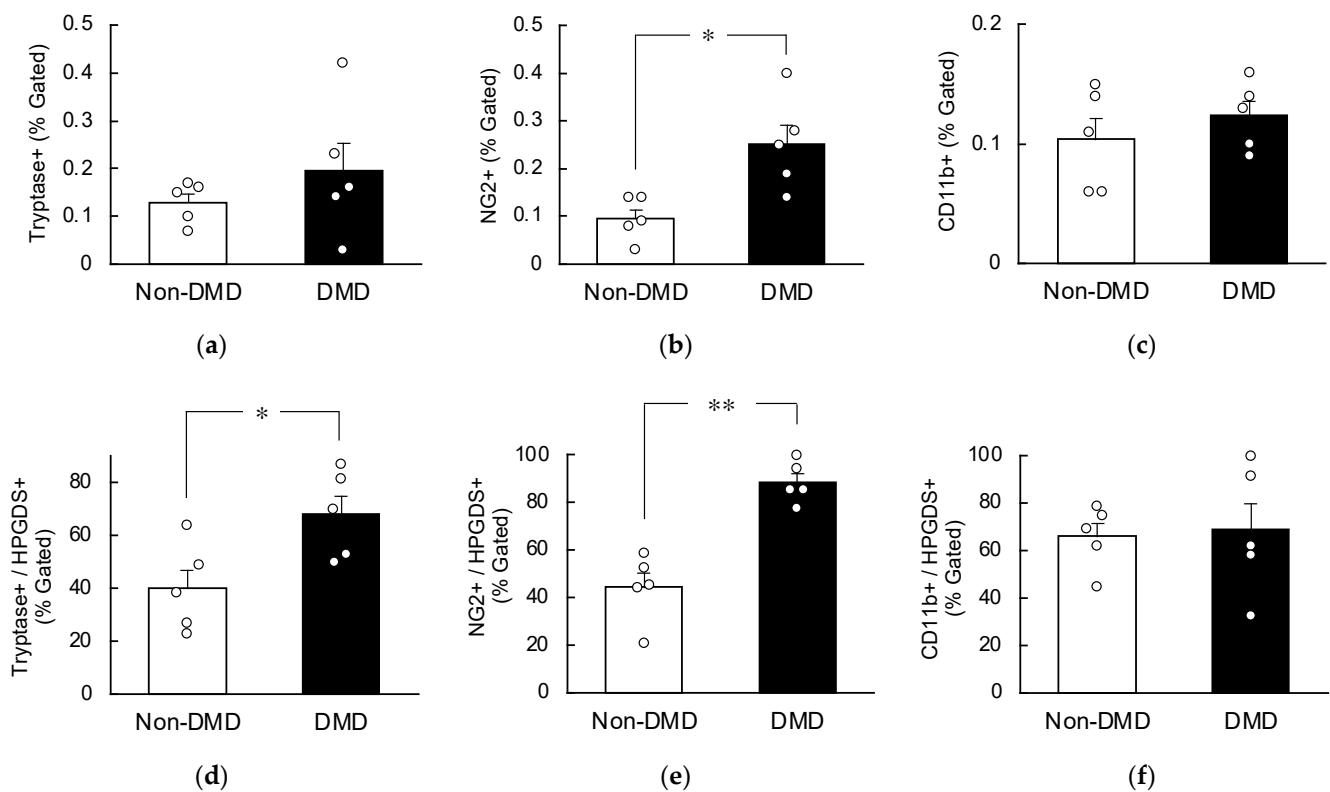 0.5
0.4
0.3
0.2
0.1
0
Tryptase+ (% Gated)
Non-DMD
DMD
(a)
0.5
0.4
0.3
0.2
0.1
0
NG2+ (% Gated)
*
Non-DMD
DMD
(b)
0.2
0.1
0
CD11b+ (% Gated)
Non-DMD
DMD
(c)
80
60
40
20
0
Tryptase+ / HPGDS+
(% Gated)
*
Non-DMD
DMD
(d)
100
80
60
40
20
0
NG2+ / HPGDS+
(% Gated)
**
Non-DMD
DMD
(e)
100
80
60
40
20
0
CD11b+ / HPGDS+
(% Gated)
Non-DMD
DMD
(f)